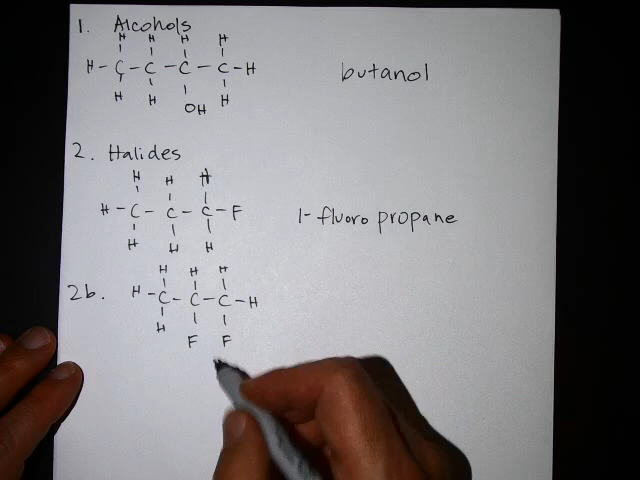 1. Alcohols
H H H H
H - C - C - C - C - H butanol
H H OH H
2. Halides
H H H
H - C - C - C - F 1-fluoro propane
H H H
H H H
2b. H - C - C - C - H
H F F